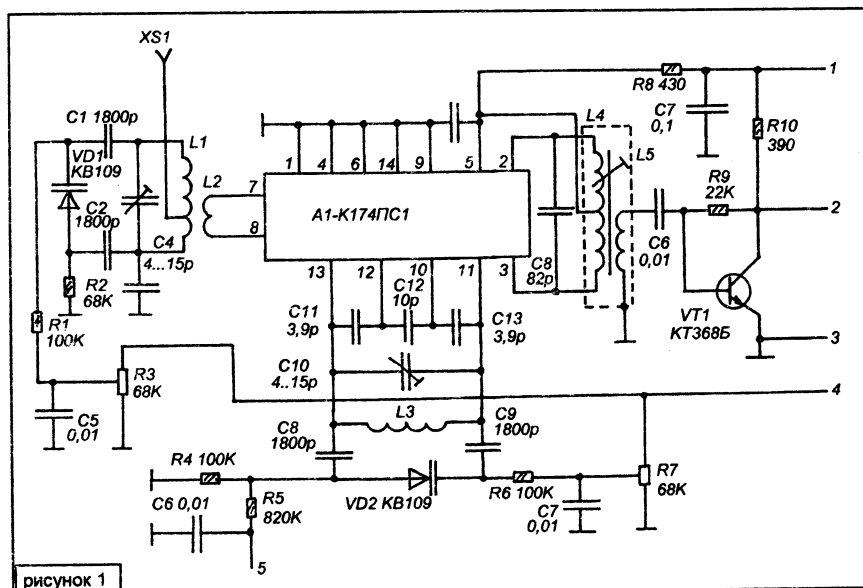 XS1
1
R8 430
C1 1800p
L1
L4
C7
0,1
R10
390
VD1
KB109
L2
1
4
6
14
9
5
2
L5
7
R9
22K
2
C2
1800p
A1-К174ПС1
8
C6
0,01
C4
4...15p
13
12
10
11
3
C8
82p
R2
68K
C12
10p
VT1
КТ368Б
R1
100K
C11
3,9p
C13
3,9p
3
R3
68K
C10
4..15p
4
C5
0,01
L3
C8
1800p
C9
1800p
R4 100K
R7
68K
C6 0,01
R5
820K
VD2 KB109
R6 100K
C7
0,01
5
рисунок 1